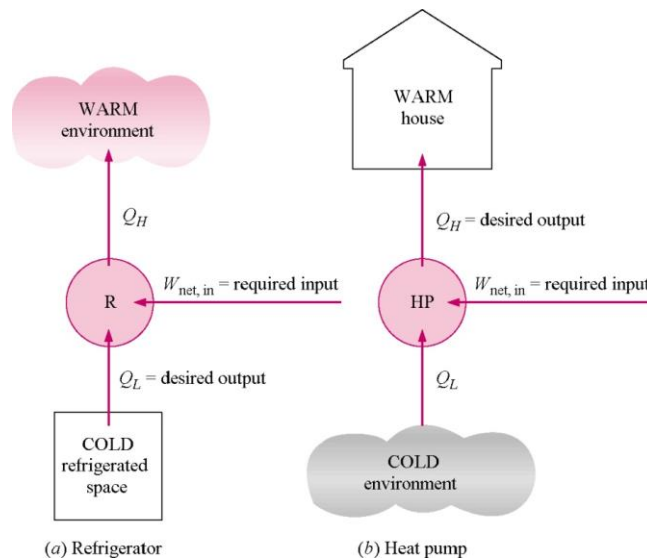 WARM
environment
Q_H
W_net, in = required input
R
Q_L = desired output
COLD
refrigerated
space
(a) Refrigerator
WARM
house
Q_H = desired output
W_net, in = required input
HP
Q_L
COLD
environment
(b) Heat pump